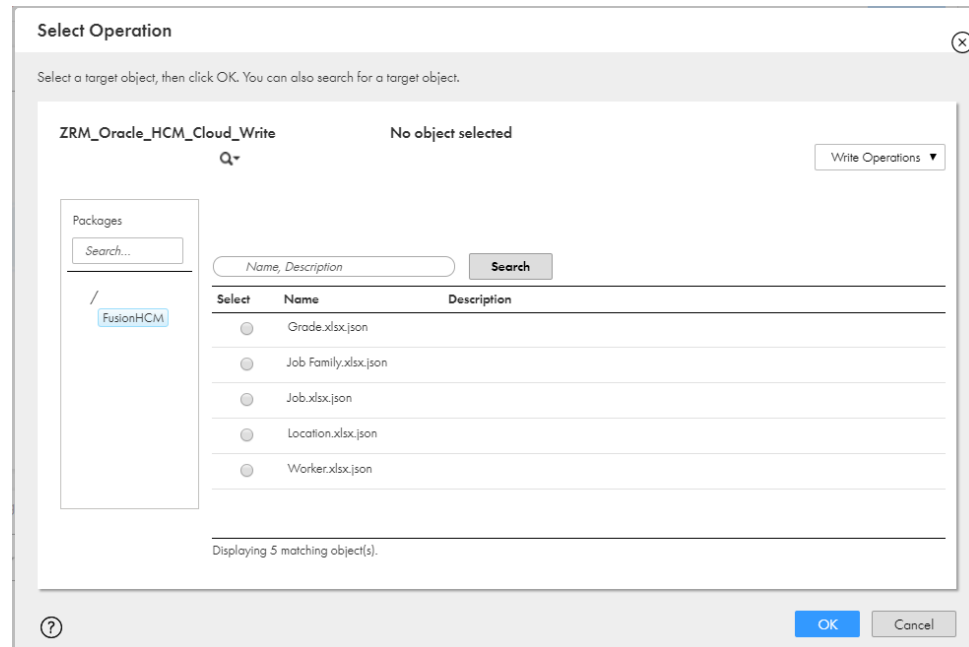 Select Operation
Select a target object, then click OK. You can also search for a target object.
ZRM_Oracle_HCM_Cloud_Write
No object selected
Write Operations ▼
Packages
Search...
/
FusionHCM
Name, Description
Search
Select Name Description
Grade.xlsx.json
Job Family.xlsx.json
Job.xlsx.json
Location.xlsx.json
Worker.xlsx.json
Displaying 5 matching object(s).
?
OK
Cancel